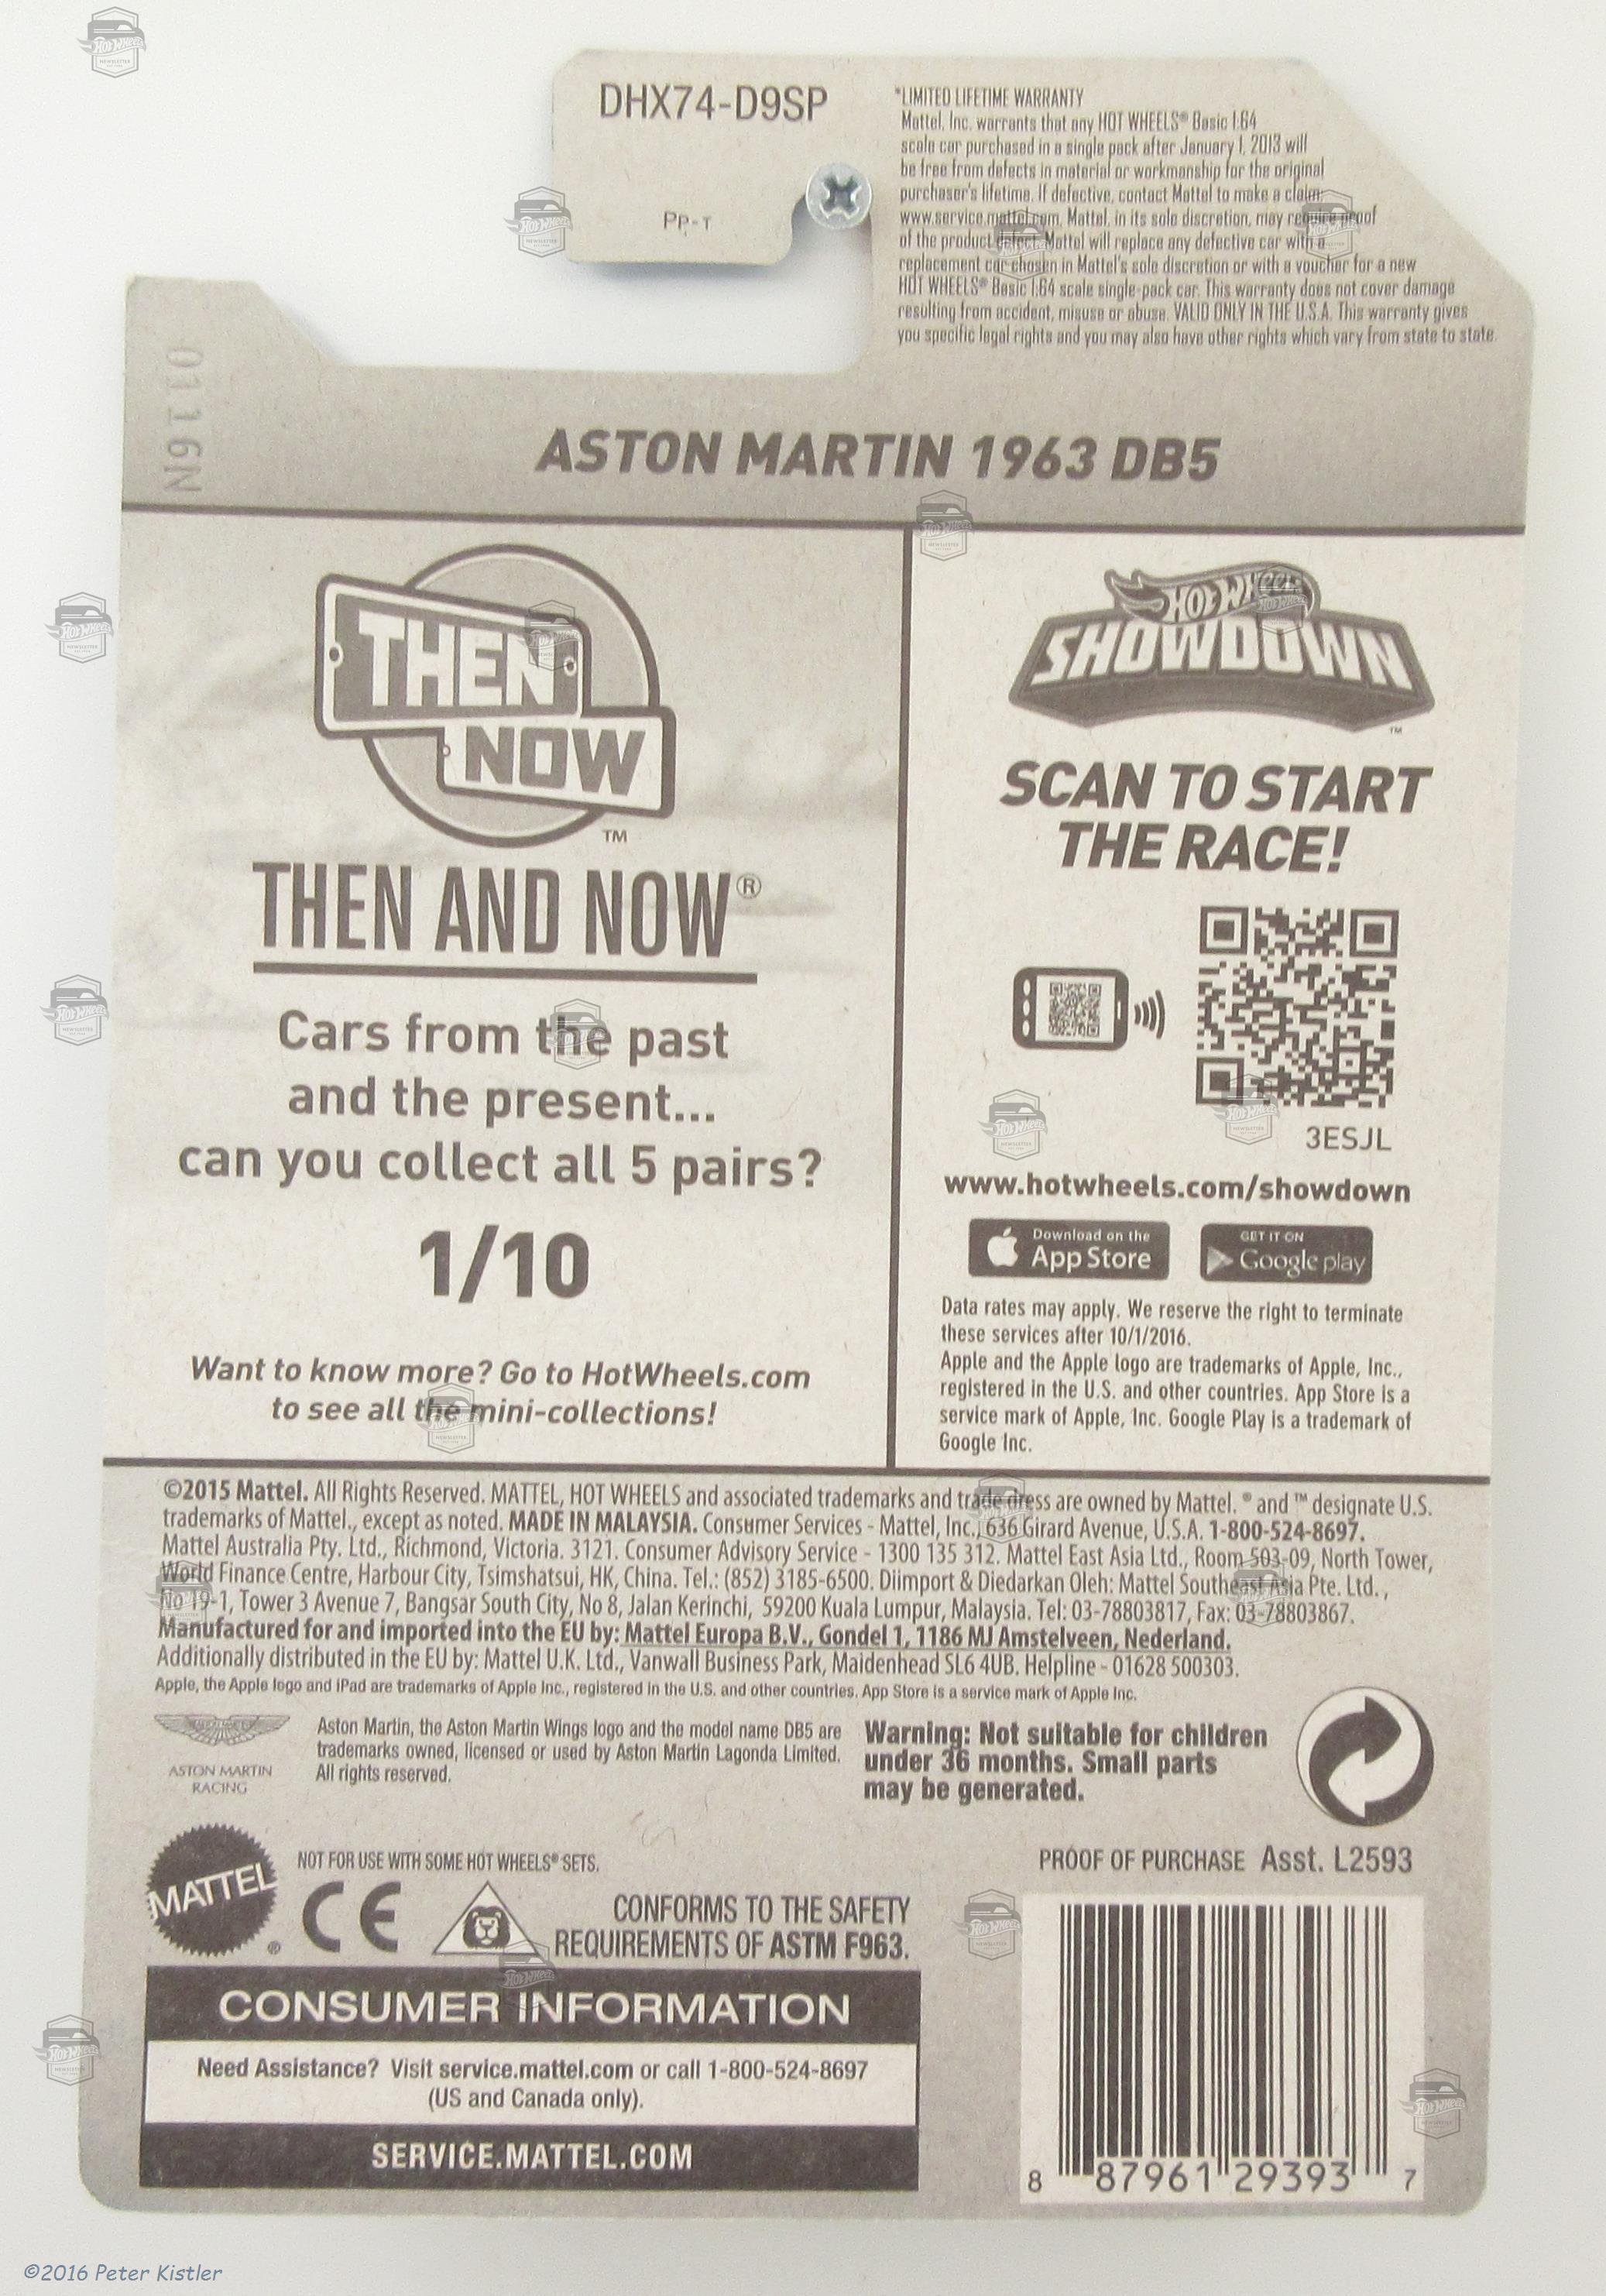 DHX74-D9SP
Pp-T
*LIMITED LIFETIME WARRANTY
Mattel, Inc. warrants that any HOT WHEELS® Basic 1:64
scale car purchased in a single pack after January 1, 2013 will
be free from defects in material or workmanship for the original
purchaser's lifetime. If defective, contact Mattel to make a claim:
www.service.mattel.com. Mattel, in its sole discretion, may require proof
of the product defect. Mattel will replace any defective car with a
replacement car chosen in Mattel's sole discretion or with a voucher for a new
HOT WHEELS® Basic 1:64 scale single-pack car. This warranty does not cover damage
resulting from accident, misuse or abuse. VALID ONLY IN THE U.S.A. This warranty gives
you specific legal rights and you may also have other rights which vary from state to state.
0116N
ASTON MARTIN 1963 DB5
THEN
NOW
TM
THEN AND NOW®
Cars from the past
and the present...
can you collect all 5 pairs?
1/10
Want to know more? Go to HotWheels.com
to see all the mini-collections!
HOT WHEELS
SHOWDOWN
TM
SCAN TO START
THE RACE!
3ESJL
www.hotwheels.com/showdown
Download on the
App Store
GET IT ON
Google play
Data rates may apply. We reserve the right to terminate
these services after 10/1/2016.
Apple and the Apple logo are trademarks of Apple, Inc.,
registered in the U.S. and other countries. App Store is a
service mark of Apple, Inc. Google Play is a trademark of
Google Inc.
©2015 Mattel. All Rights Reserved. MATTEL, HOT WHEELS and associated trademarks and trade dress are owned by Mattel. ® and ™ designate U.S.
trademarks of Mattel., except as noted. MADE IN MALAYSIA. Consumer Services - Mattel, Inc., 636 Girard Avenue, U.S.A. 1-800-524-8697.
Mattel Australia Pty. Ltd., Richmond, Victoria. 3121. Consumer Advisory Service - 1300 135 312. Mattel East Asia Ltd., Room 503-09, North Tower,
World Finance Centre, Harbour City, Tsimshatsui, HK, China. Tel.: (852) 3185-6500. Diimport & Diedarkan Oleh: Mattel Southeast Asia Pte. Ltd. ,
No 19-1, Tower 3 Avenue 7, Bangsar South City, No 8, Jalan Kerinchi, 59200 Kuala Lumpur, Malaysia. Tel: 03-78803817, Fax: 03-78803867.
Manufactured for and imported into the EU by: Mattel Europa B.V., Gondel 1, 1186 MJ Amstelveen, Nederland.
Additionally distributed in the EU by: Mattel U.K. Ltd., Vanwall Business Park, Maidenhead SL6 4UB. Helpline - 01628 500303.
Apple, the Apple logo and iPad are trademarks of Apple Inc., registered in the U.S. and other countries. App Store is a service mark of Apple Inc.
ASTON MARTIN
RACING
Aston Martin, the Aston Martin Wings logo and the model name DB5 are
trademarks owned, licensed or used by Aston Martin Lagonda Limited.
All rights reserved.
Warning: Not suitable for children
under 36 months. Small parts
may be generated.
MATTEL®
NOT FOR USE WITH SOME HOT WHEELS® SETS.
CE
CONFORMS TO THE SAFETY
REQUIREMENTS OF ASTM F963.
PROOF OF PURCHASE Asst. L2593
CONSUMER INFORMATION
Need Assistance? Visit service.mattel.com or call 1-800-524-8697
(US and Canada only).
SERVICE.MATTEL.COM
8 87961 29393 7
©2016 Peter Kistler